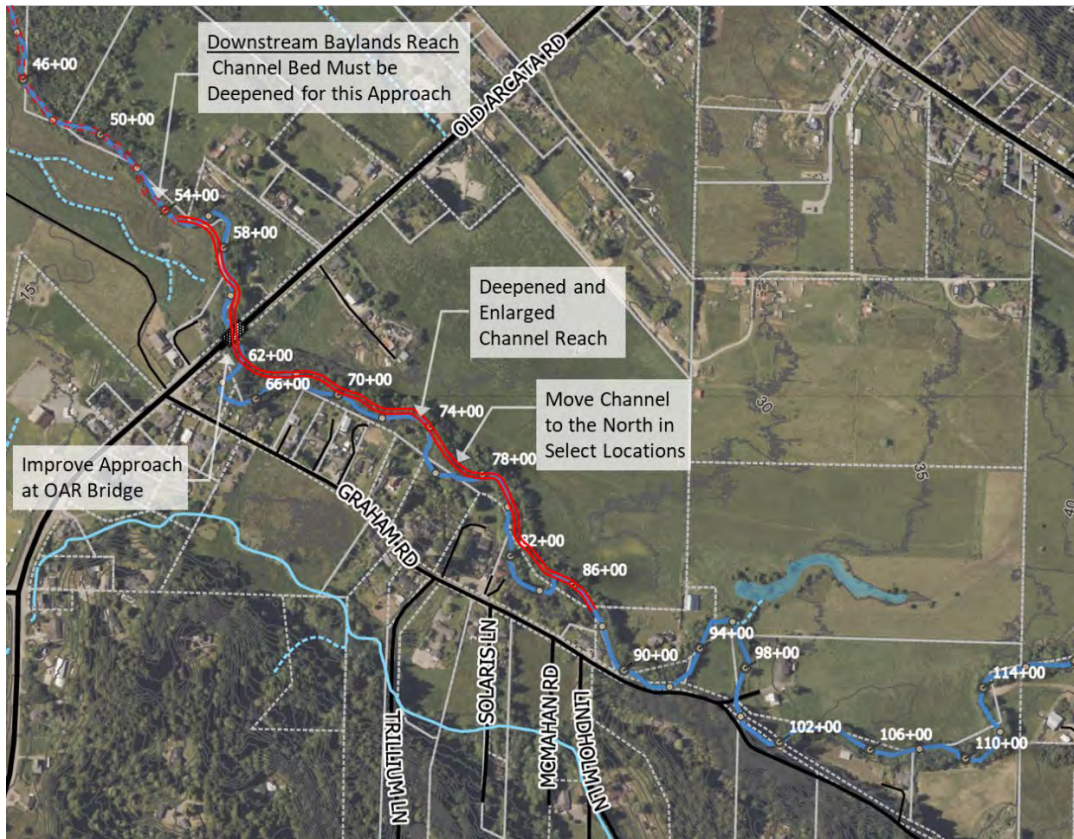 Downstream Baylands Reach
Channel Bed Must be
Deepened for this Approach
46+00
50+00
OLD ARCATA RD
54+00
58+00
15
Deepened and
Enlarged
Channel Reach
62+00
66+00
70+00
74+00
Move Channel
to the North in
Select Locations
30
78+00
35
40
Improve Approach
at OAR Bridge
GRAHAM RD
82+00
86+00
90+00
94+00
98+00
102+00
106+00
110+00
114+00
TRILLTUM LN
SOLARIS LN
MCMAHAN RD
LINDHOLM LN